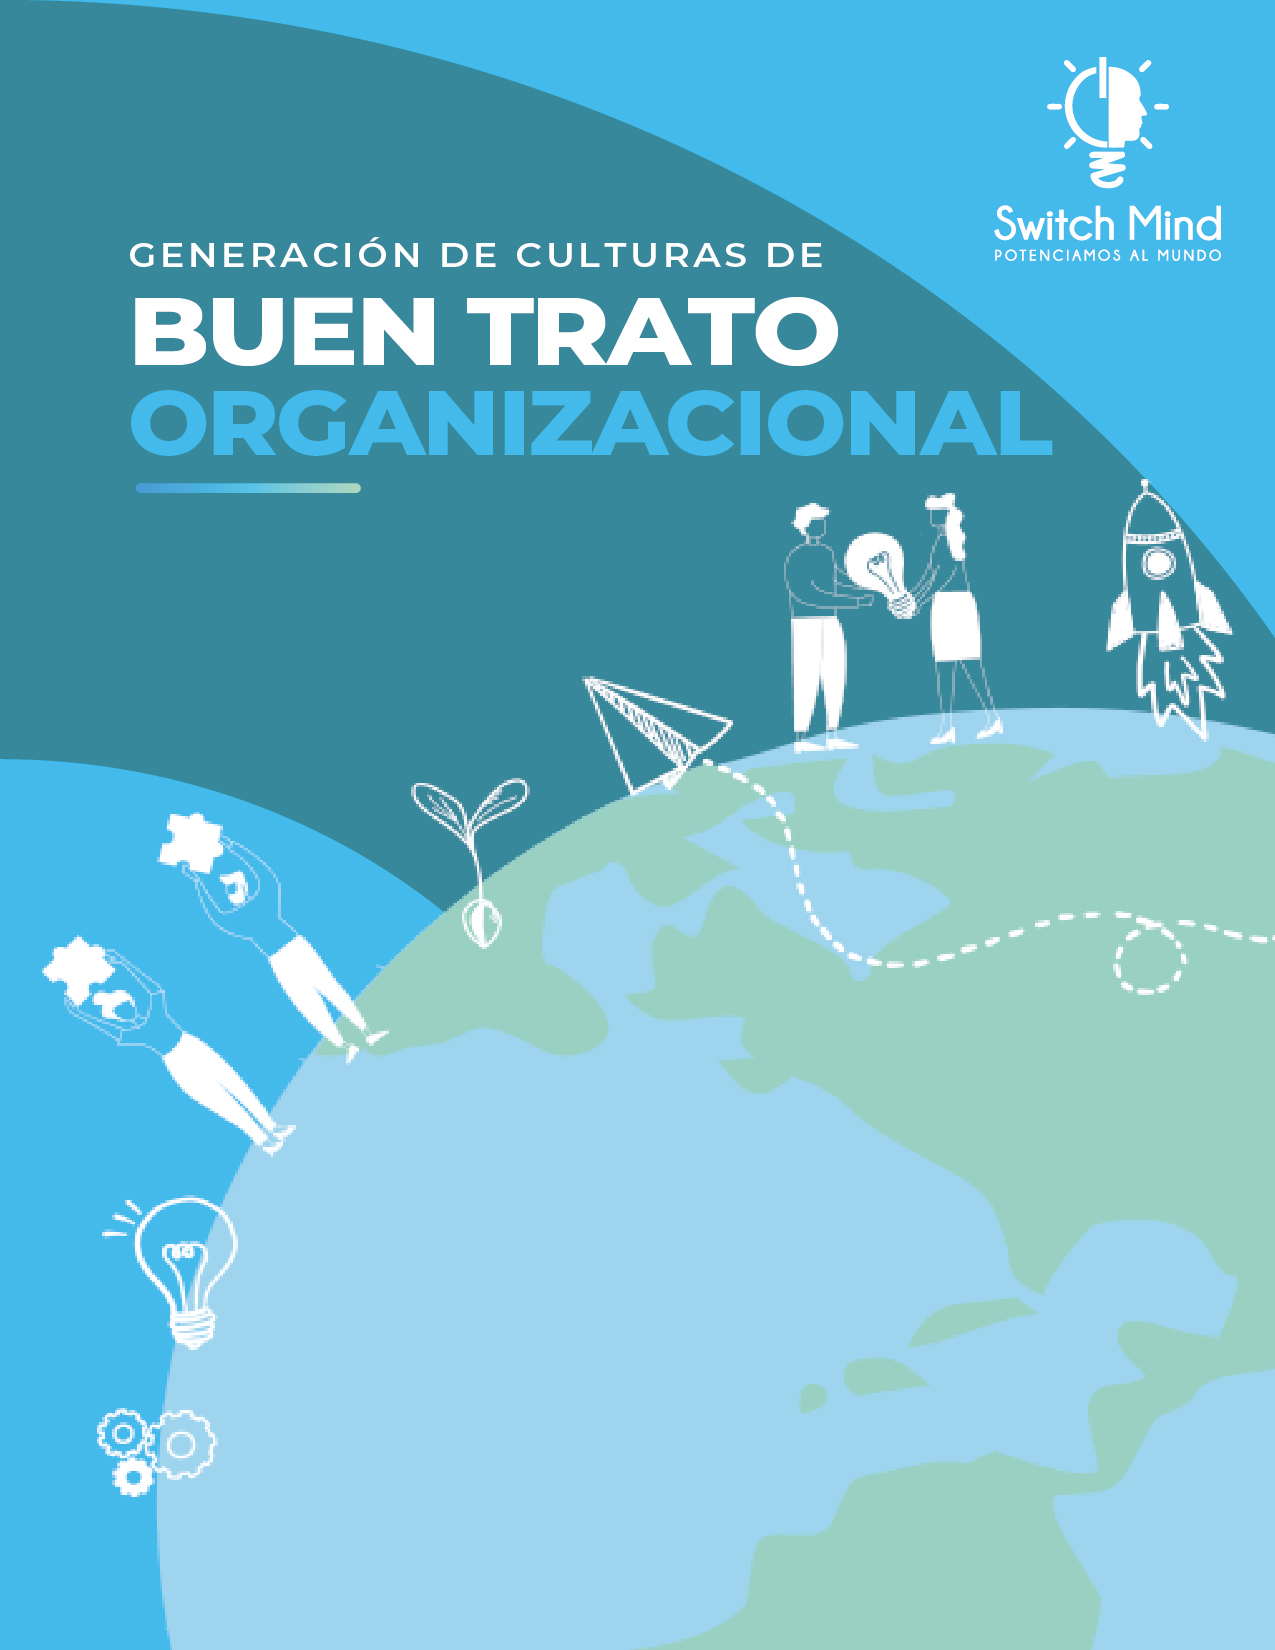 Switch Mind
POTENCIAMOS AL MUNDO
GENERACIÓN DE CULTURAS DE
BUEN TRATO
ORGANIZACIONAL